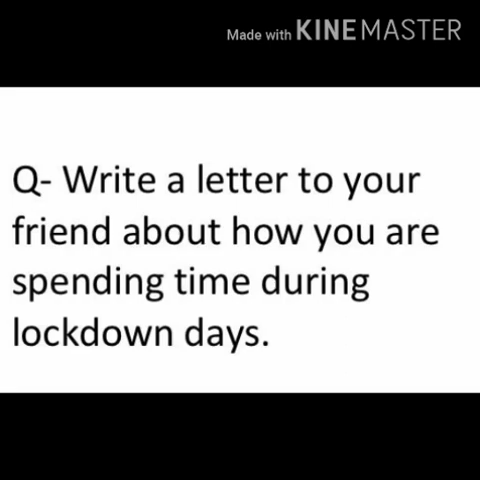 Made with KINEMASTER
Q- Write a letter to your
friend about how you are
spending time during
lockdown days.